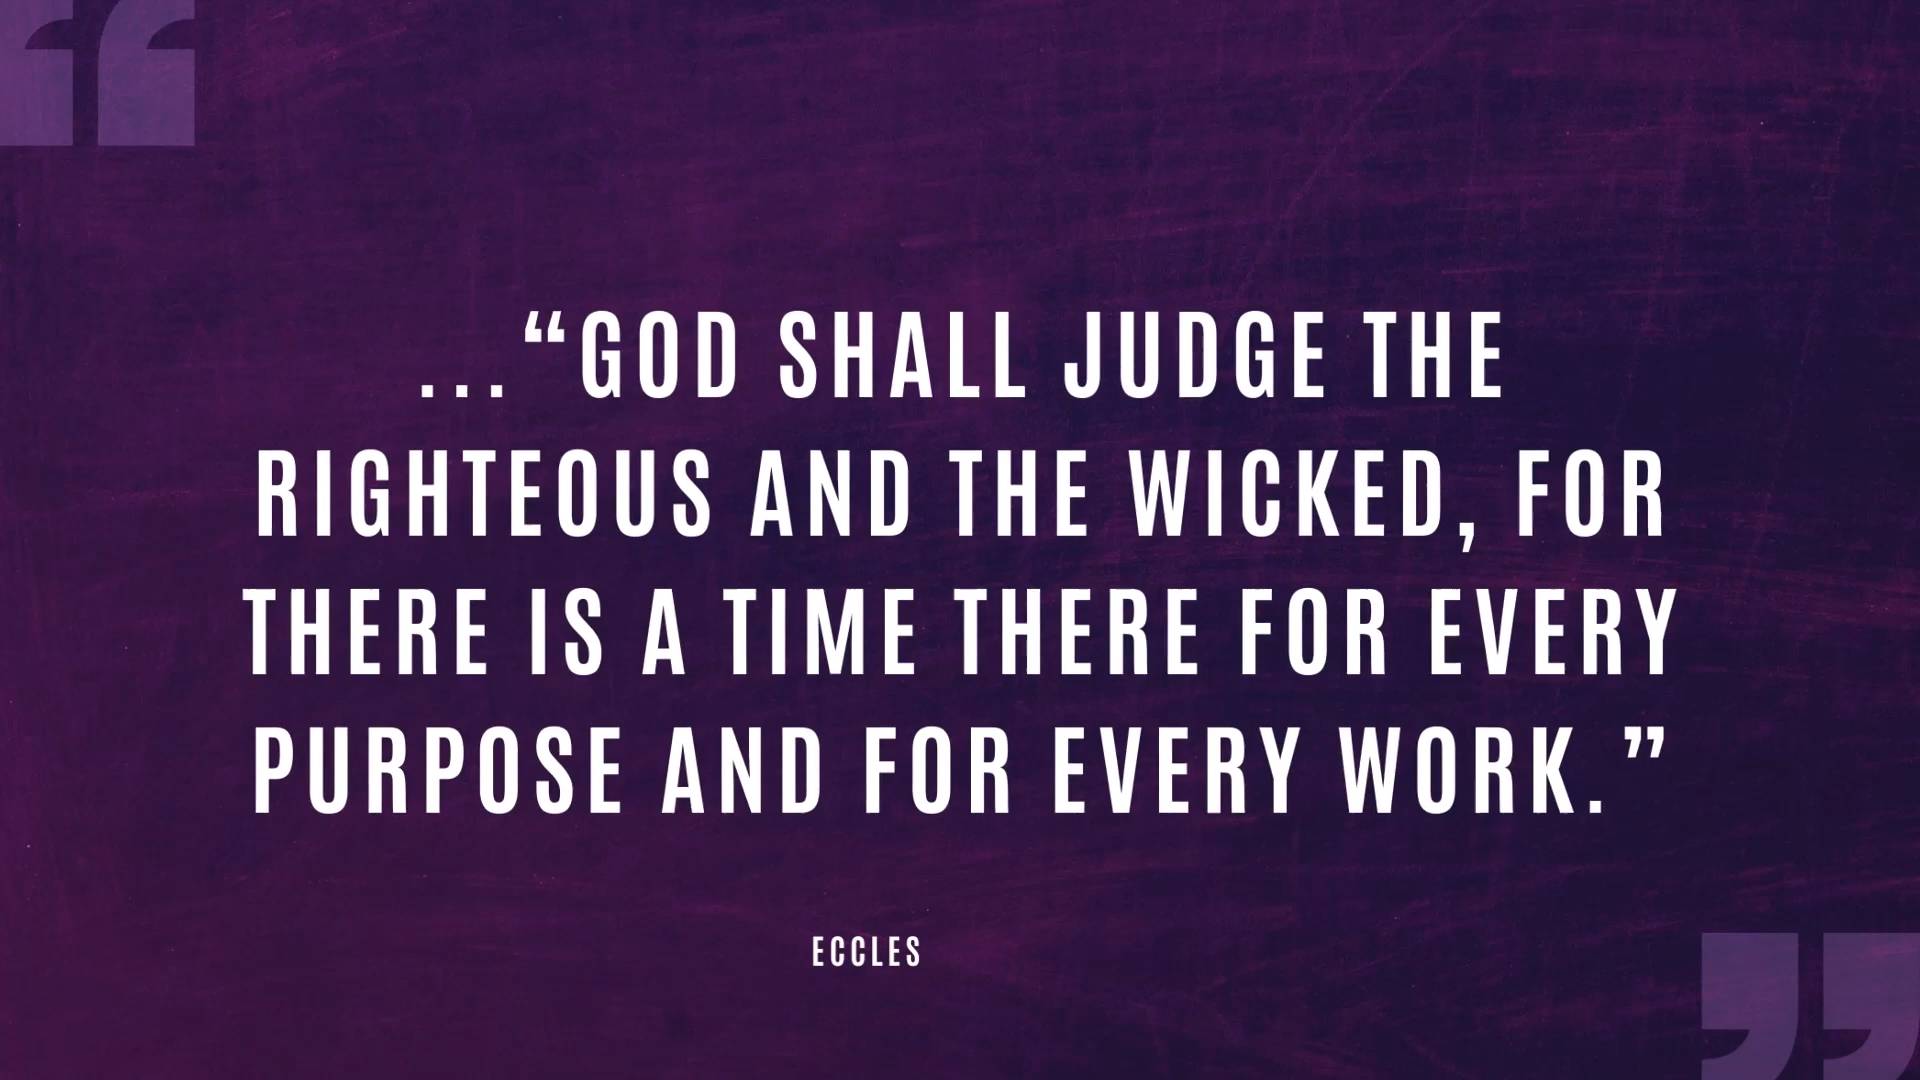 ...“GOD SHALL JUDGE THE
RIGHTEOUS AND THE WICKED, FOR
THERE IS A TIME THERE FOR EVERY
PURPOSE AND FOR EVERY WORK.”
ECCLES